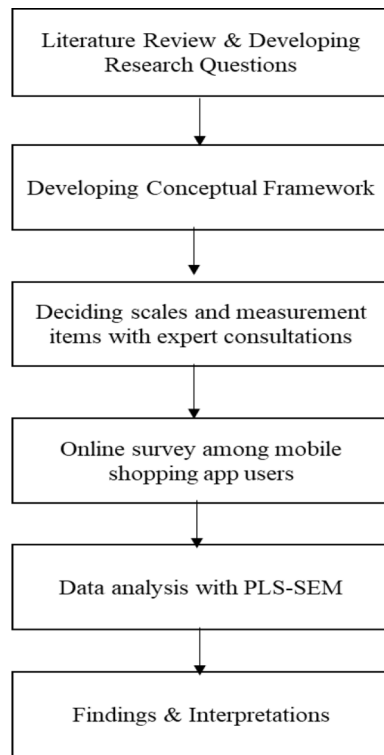 Literature Review & Developing
Research Questions
Developing Conceptual Framework
Deciding scales and measurement
items with expert consultations
Online survey among mobile
shopping app users
Data analysis with PLS-SEM
Findings & Interpretations